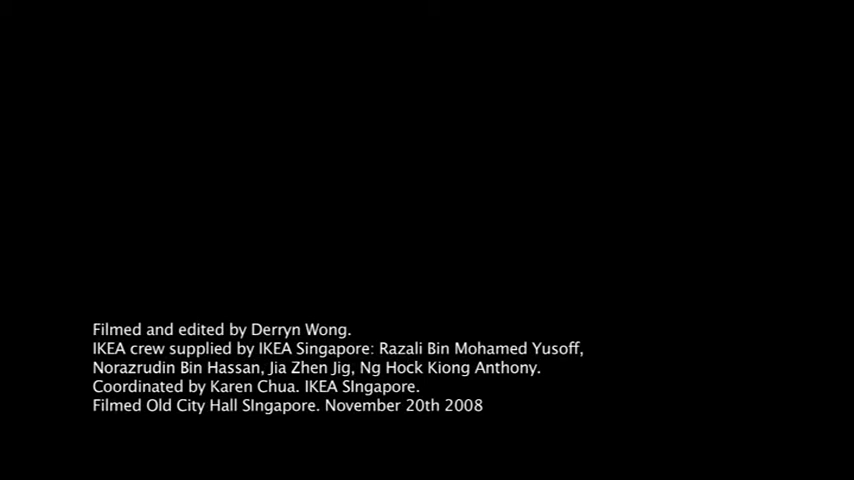 Filmed and edited by Derryn Wong.
IKEA crew supplied by IKEA Singapore: Razali Bin Mohamed Yusoff,
Norazrudin Bin Hassan, Jia Zhen Jig, Ng Hock Kiong Anthony.
Coordinated by Karen Chua. IKEA SIngapore.
Filmed Old City Hall SIngapore. November 20th 2008